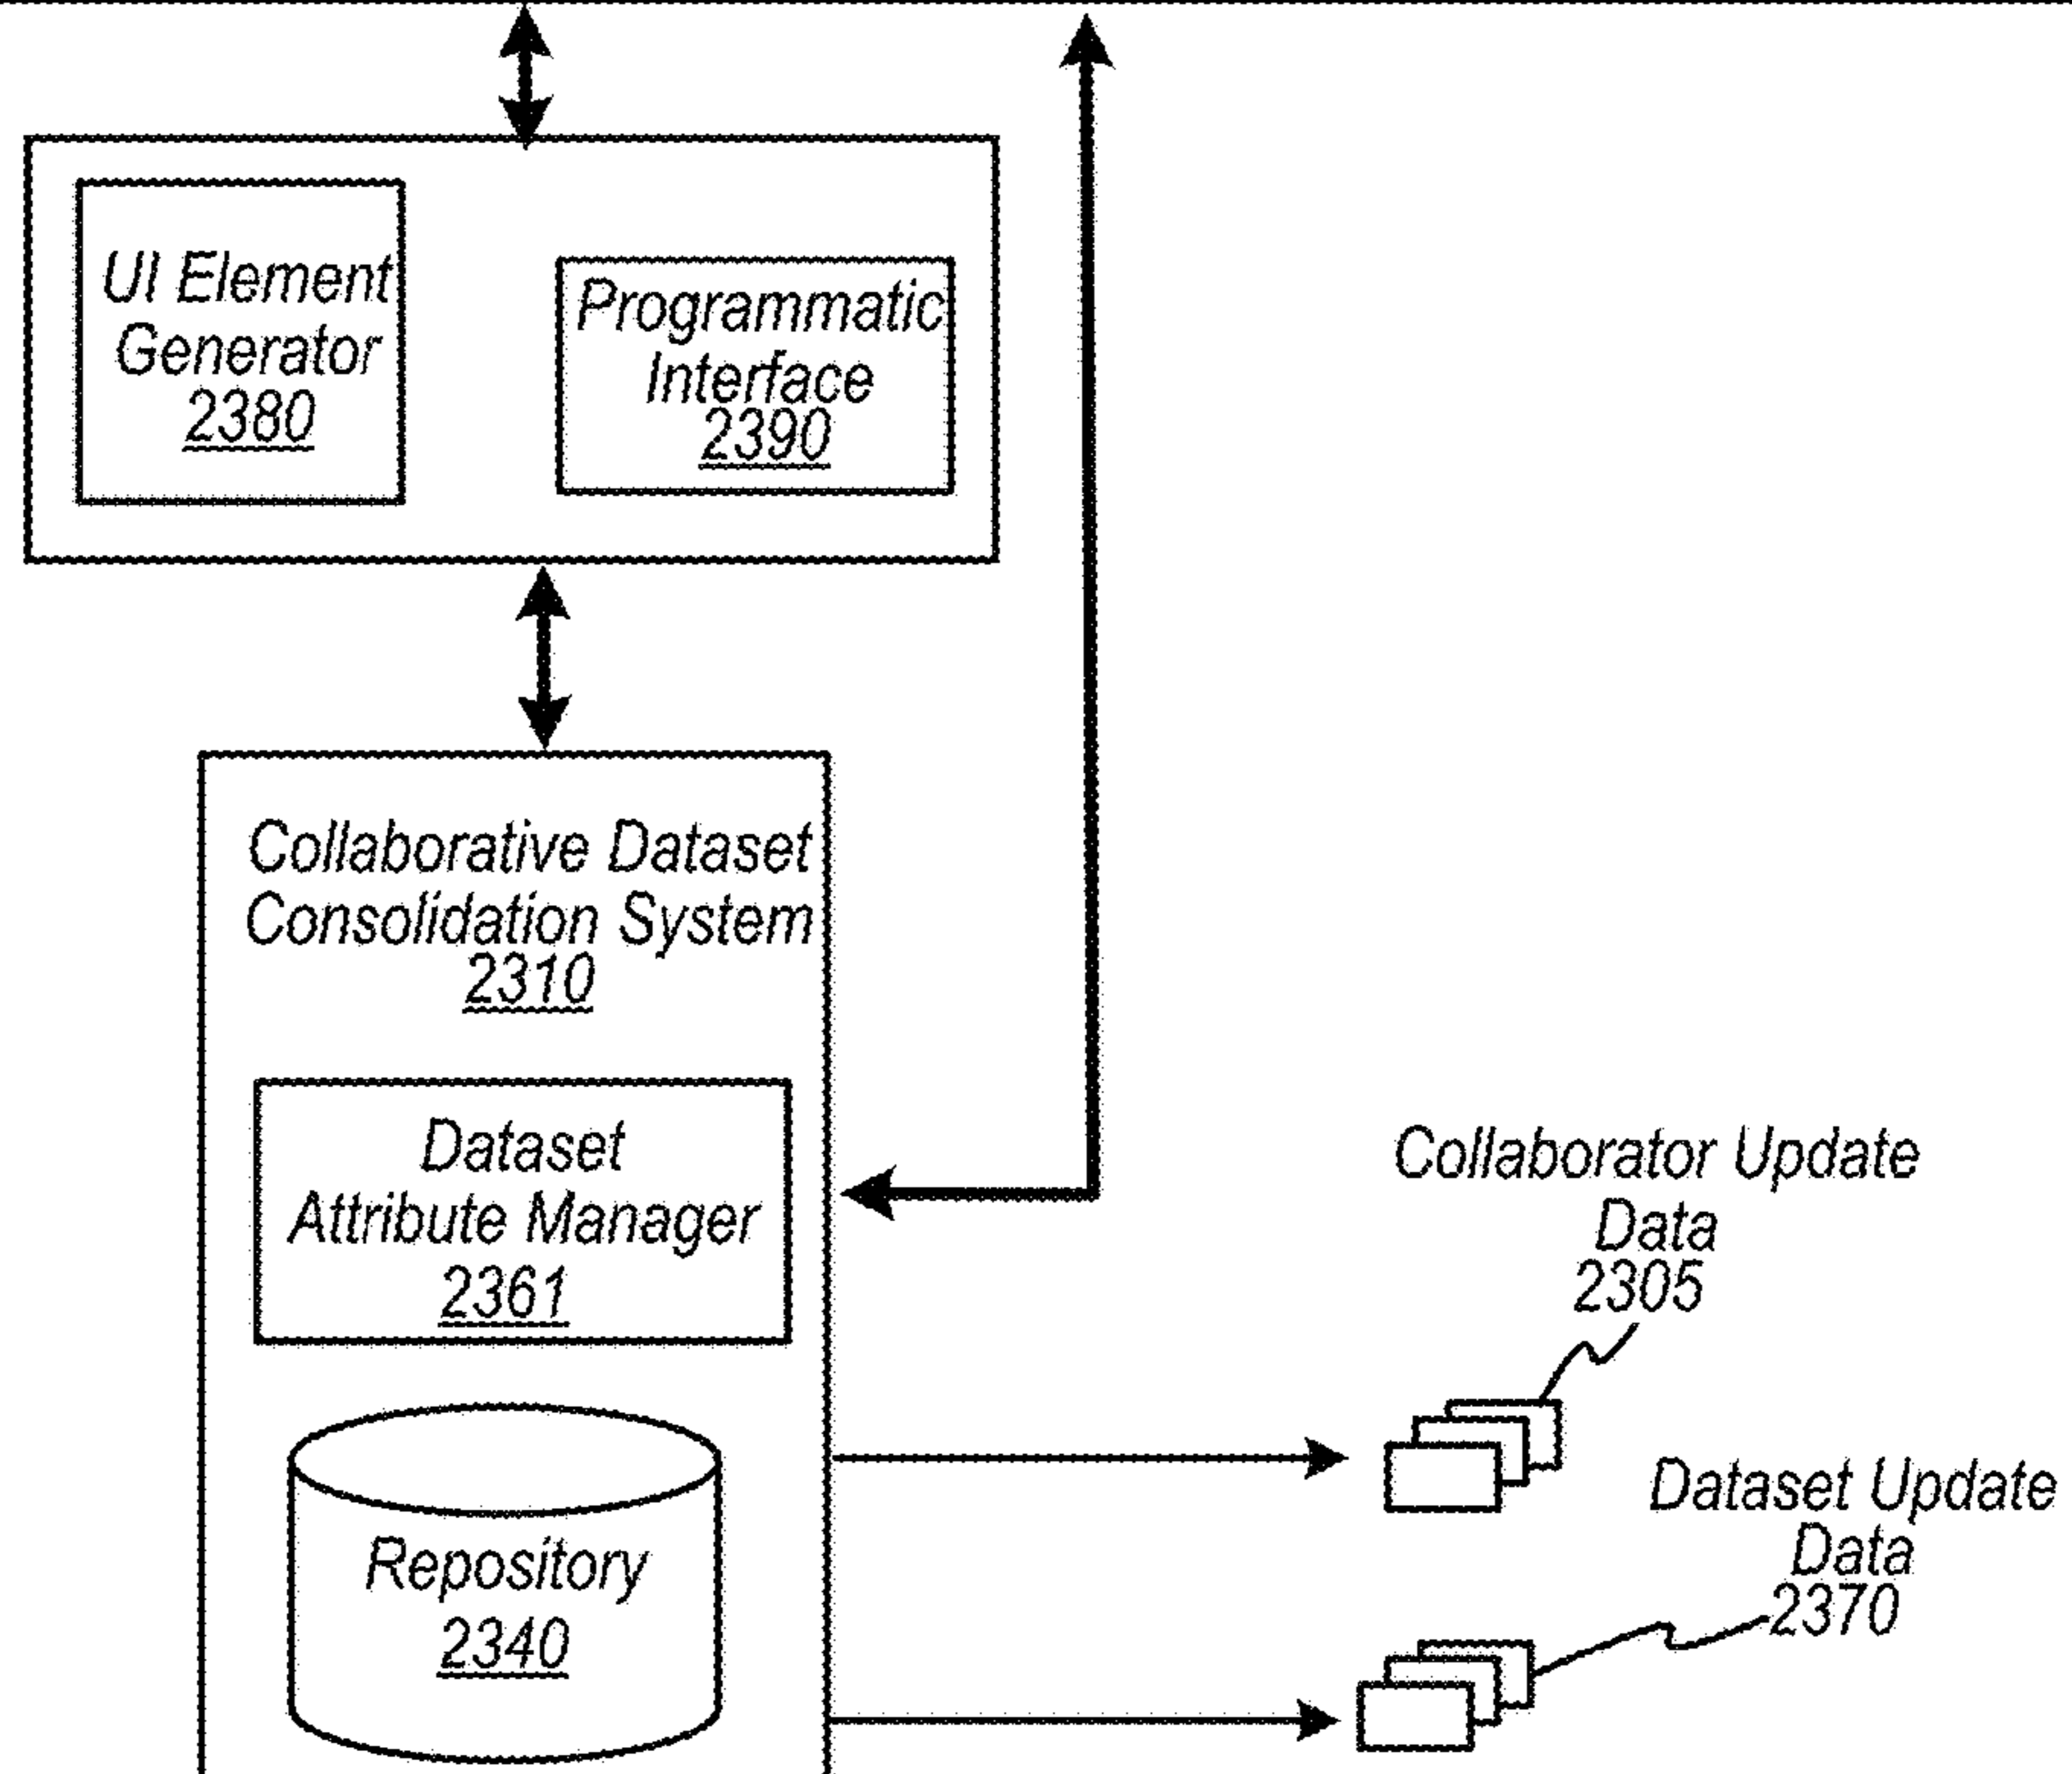 UI Element
Generator
2380
Programmatic
Interface
2390
Collaborative Dataset
Consolidation System
2310
Dataset
Attribute Manager
2361
Collaborator Update
Data
2305
Repository
2340
Dataset Update
Data
2370